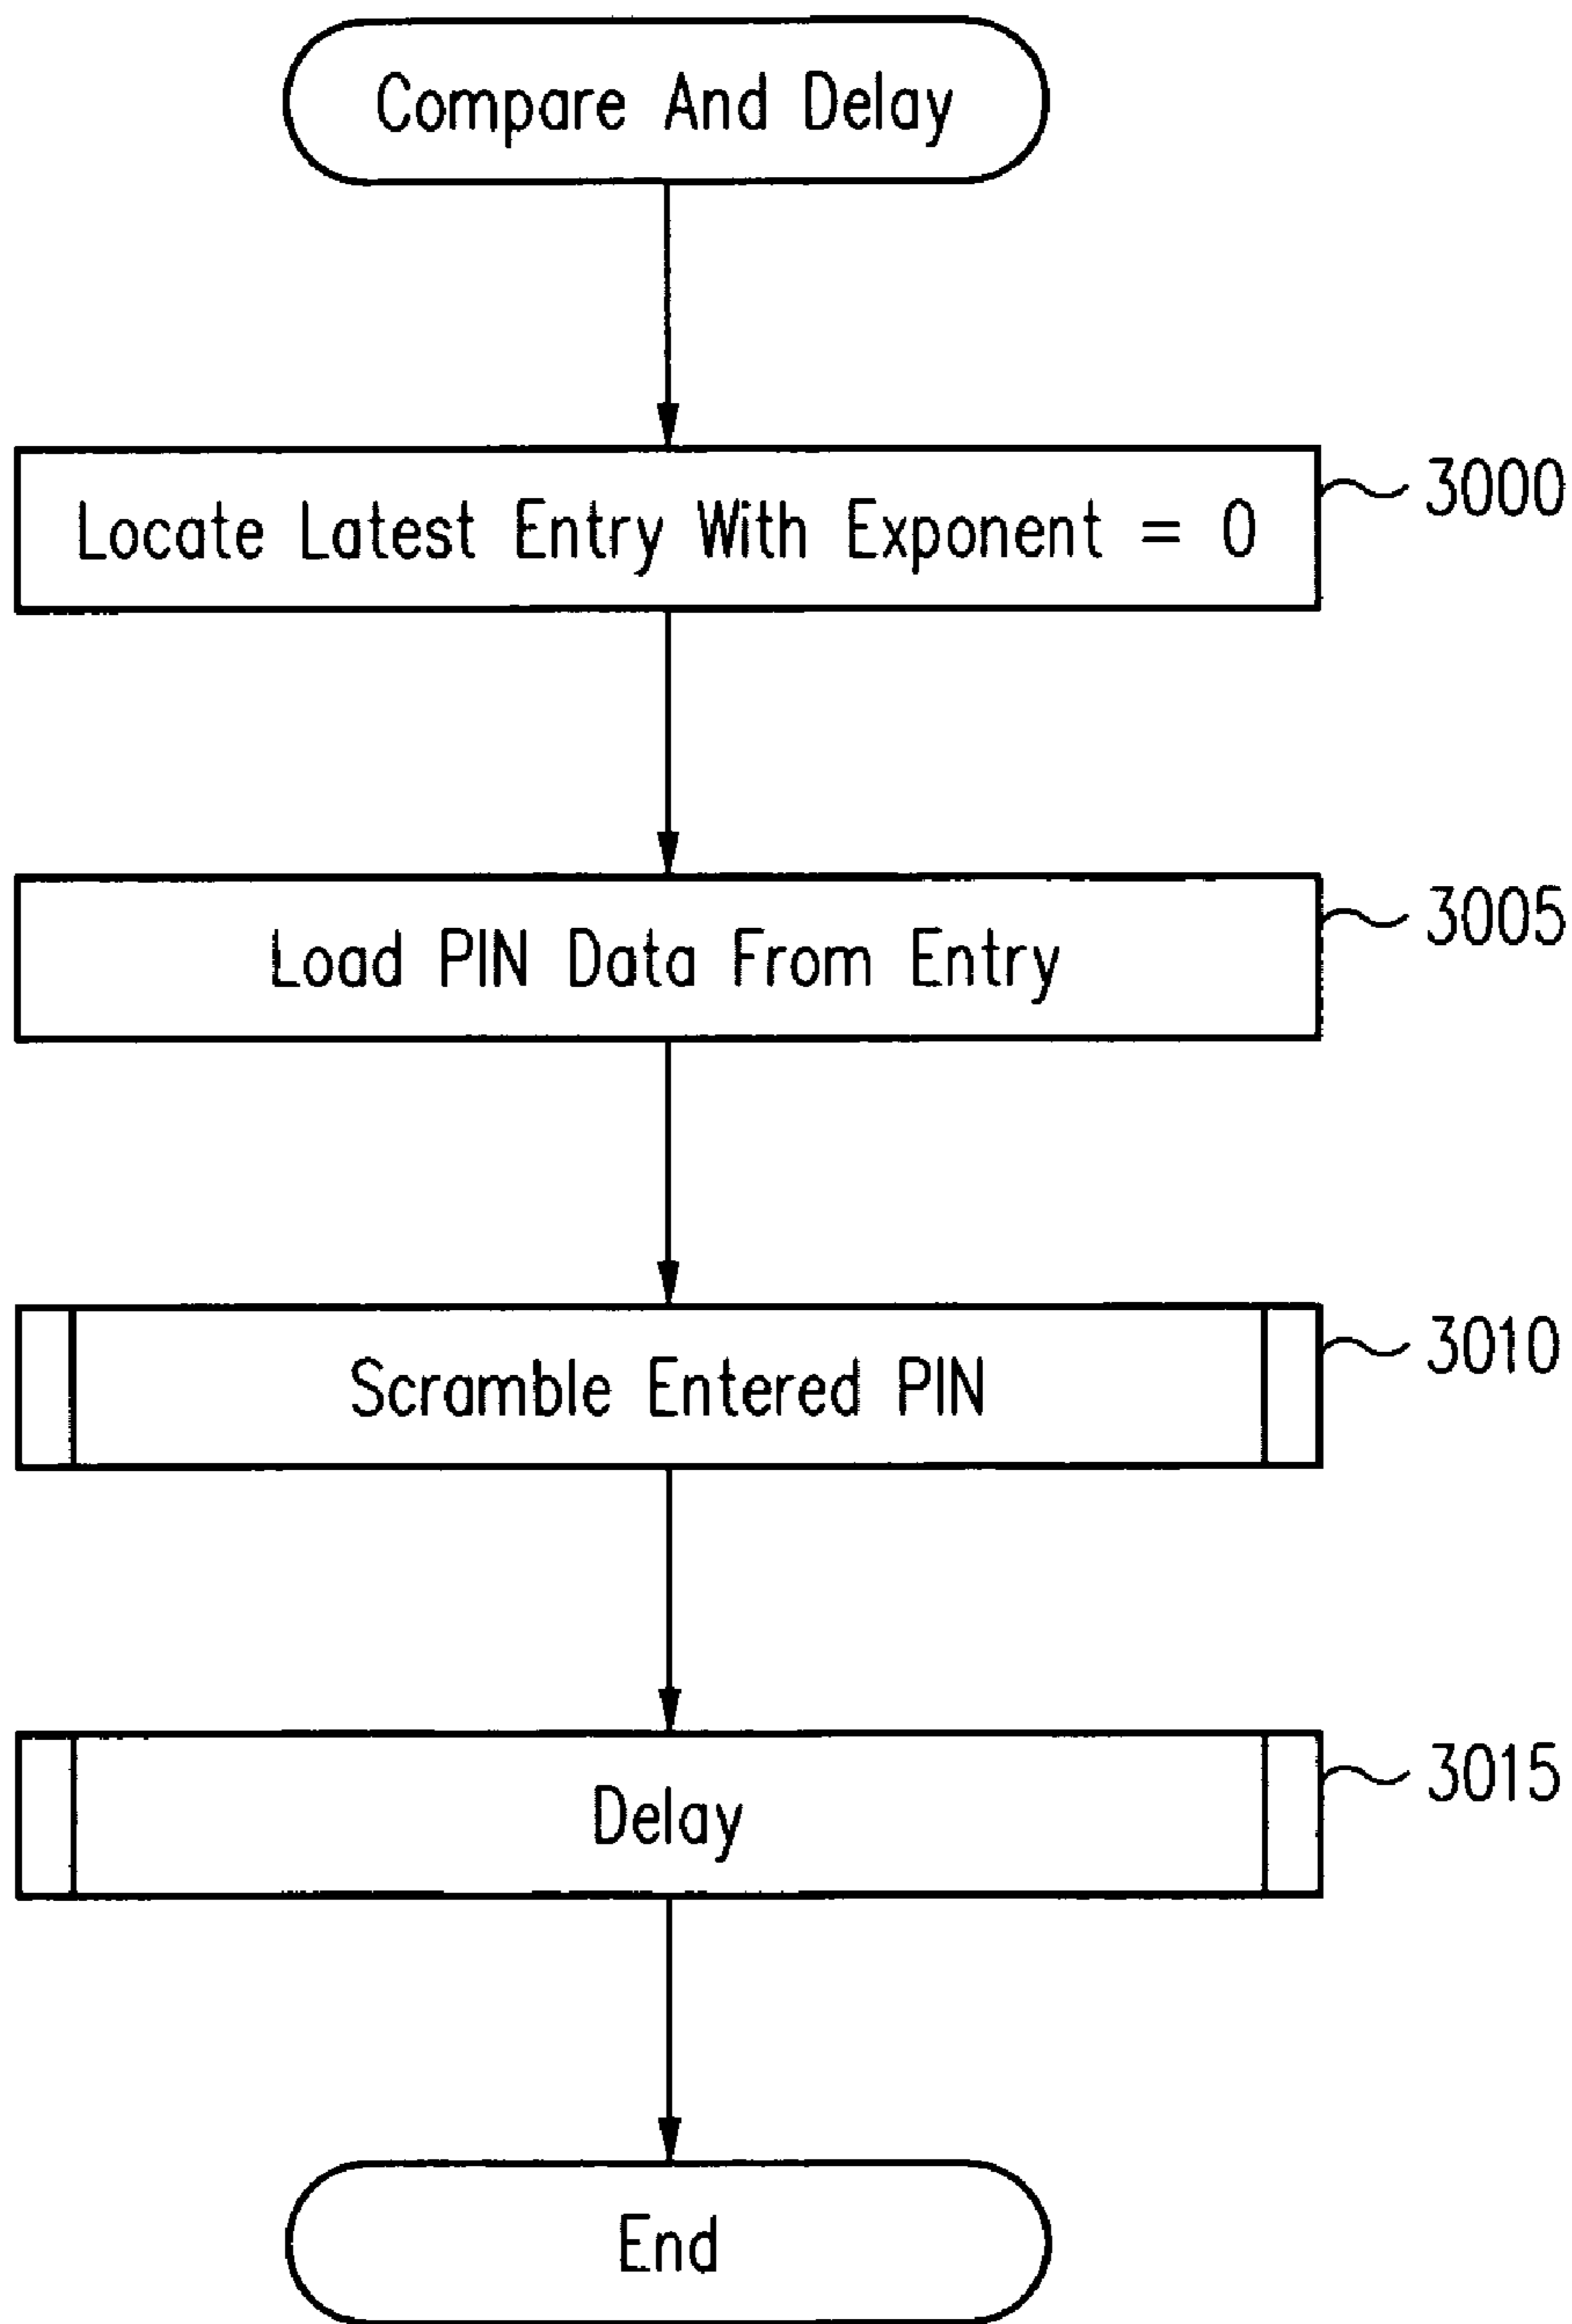 Compare And Delay
Locate Latest Entry With Exponent = 0
3000
Load PIN Data From Entry
3005
Scramble Entered PIN
3010
Delay
3015
End